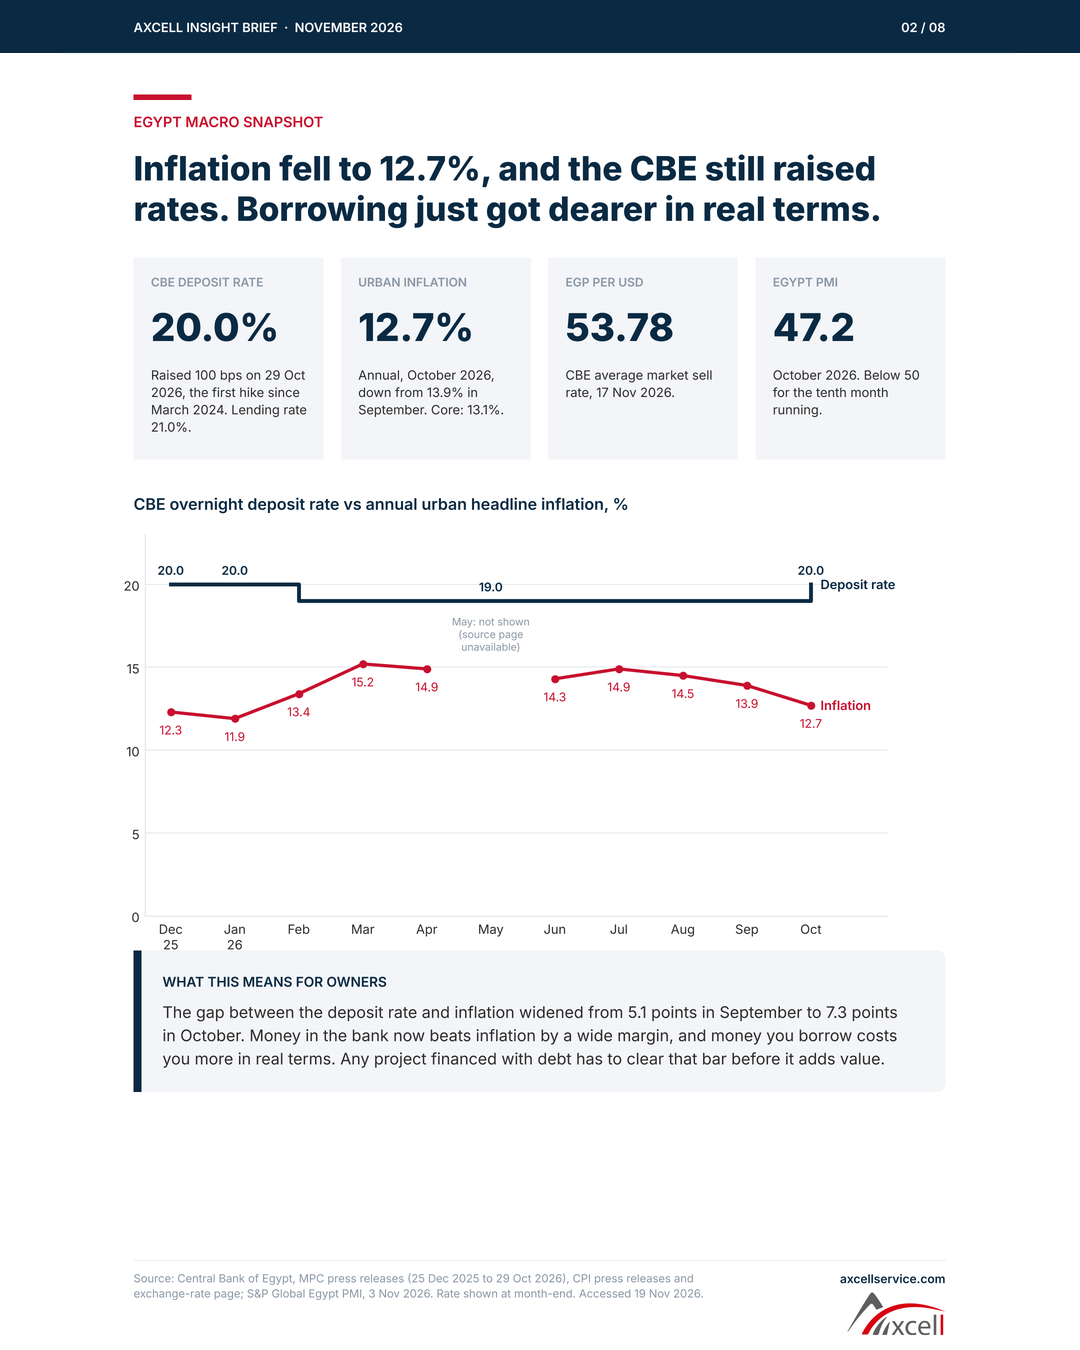 AXCELL INSIGHT BRIEF · NOVEMBER 2026
02 / 08
EGYPT MACRO SNAPSHOT
Inflation fell to 12.7%, and the CBE still raised
rates. Borrowing just got dearer in real terms.
CBE DEPOSIT RATE
20.0%
Raised 100 bps on 29 Oct
2026, the first hike since
March 2024. Lending rate
21.0%.
URBAN INFLATION
12.7%
Annual, October 2026,
down from 13.9% in
September. Core: 13.1%.
EGP PER USD
53.78
CBE average market sell
rate, 17 Nov 2026.
EGYPT PMI
47.2
October 2026. Below 50
for the tenth month
running.
CBE overnight deposit rate vs annual urban headline inflation, %
20.0
20.0
19.0
20.0
Deposit rate
May: not shown
(source page
unavailable)
12.3
11.9
13.4
15.2
14.9
14.3
14.9
14.5
13.9
12.7
Inflation
20
15
10
5
0
Dec
25
Jan
26
Feb
Mar
Apr
May
Jun
Jul
Aug
Sep
Oct
WHAT THIS MEANS FOR OWNERS
The gap between the deposit rate and inflation widened from 5.1 points in September to 7.3 points
in October. Money in the bank now beats inflation by a wide margin, and money you borrow costs
you more in real terms. Any project financed with debt has to clear that bar before it adds value.
Source: Central Bank of Egypt, MPC press releases (25 Dec 2025 to 29 Oct 2026), CPI press releases and
exchange-rate page; S&P Global Egypt PMI, 3 Nov 2026. Rate shown at month-end. Accessed 19 Nov 2026.
axcellservice.com
Axcell